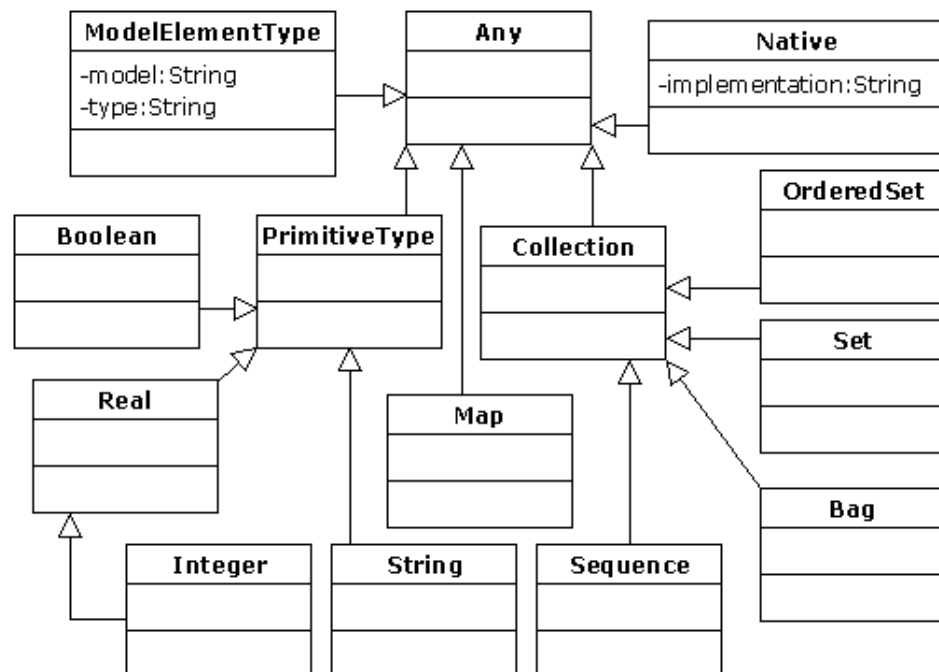 ModelElementType
-model:String
-type:String
Any
Native
-implementation:String
Boolean
PrimitiveType
Collection
OrderedSet
Real
Map
Set
Integer
String
Sequence
Bag